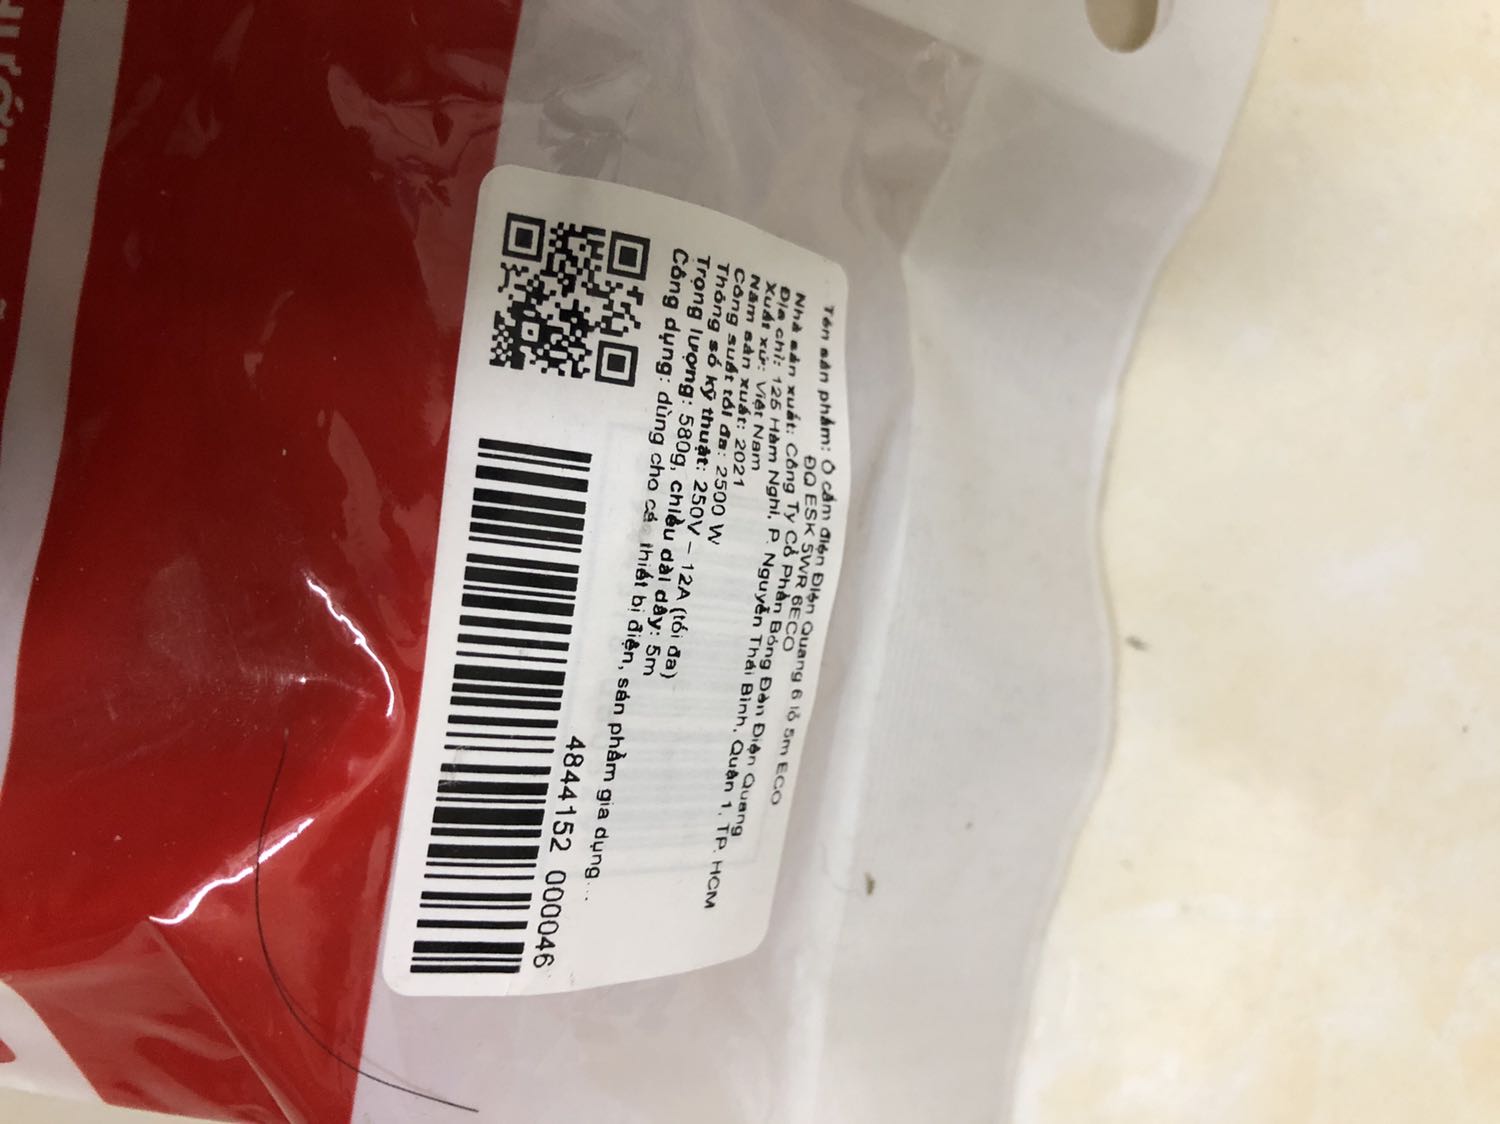 Tên sản phẩm: Ổ cắm điện Điện Quang 6 lỗ 5m ECO
ĐQ ESK 5WR 6ECO
Nhà sản xuất: Công Ty Cổ Phần Bóng Đèn Điện Quang
Địa chỉ: 125 Hàm Nghi, P. Nguyễn Thái Bình, Quận 1, TP. HCM
Xuất xứ: Việt Nam
Năm sản xuất: 2021
Công suất tối đa: 2500 W
Thông số kỹ thuật: 250V – 12A (tối đa)
Trọng lượng: 580g, chiều dài dây: 5m
Công dụng: dùng cho các thiết bị điện, sản phẩm gia dụng...
4844152 000046